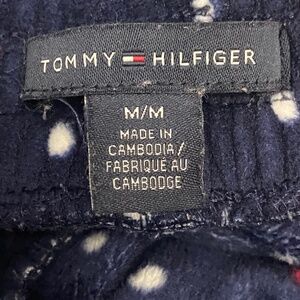 TOMMY HILFIGER
M/M
MADE IN
CAMBODIA/
FABRIQUÉ AU
CAMBODGE